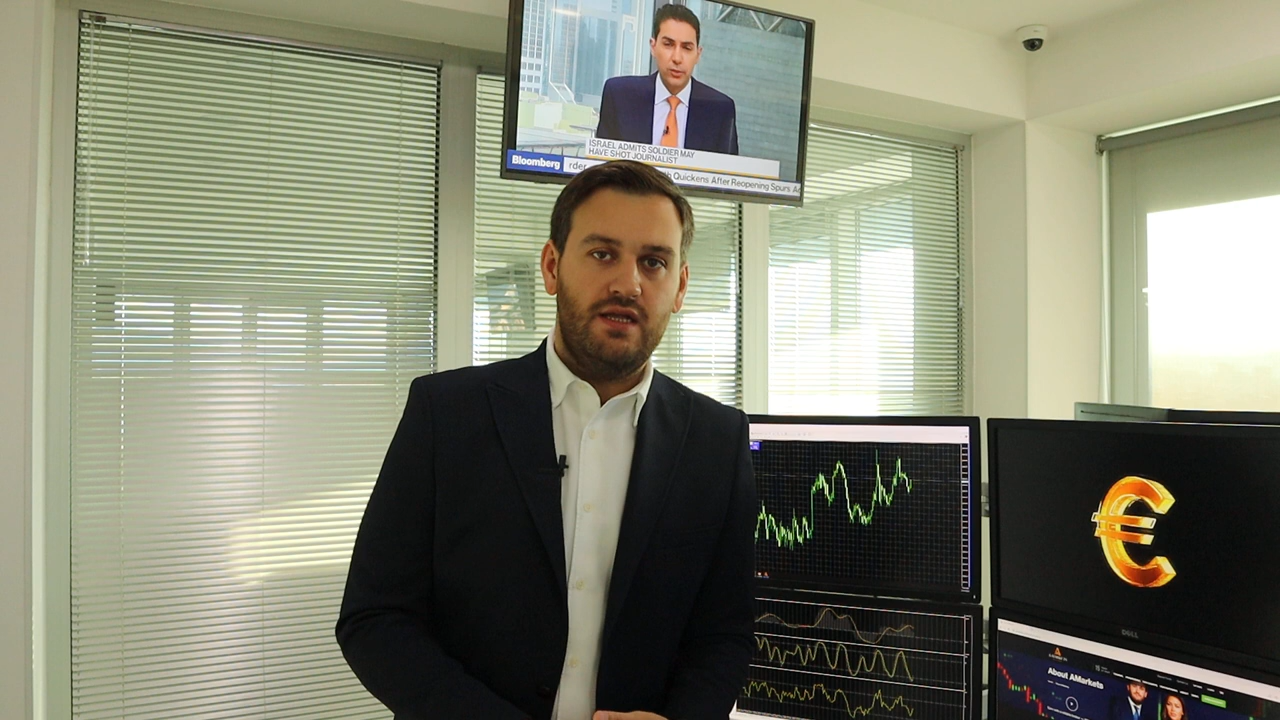 ISRAEL ADMITS SOLDIER MAY
HAVE SHOT JOURNALIST
Bloomberg
Quickens After Reopening Spurs
DELL
About AMarkets